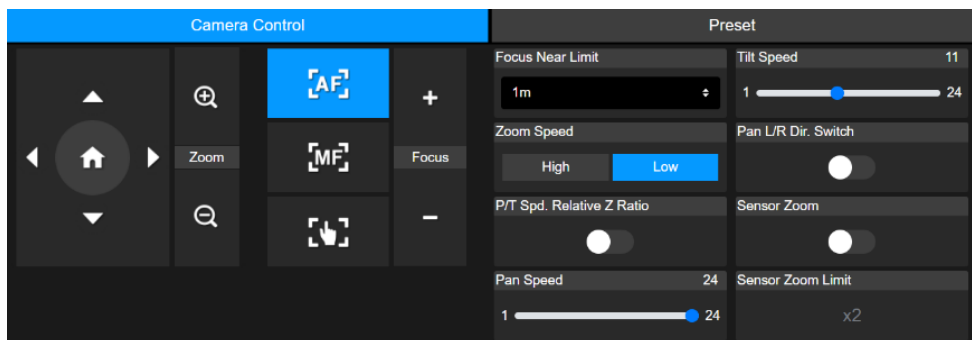 Camera Control
Preset
AF
MF
Zoom
Focus
Focus Near Limit
1m
Tilt Speed 11
1 24
Zoom Speed
High Low
Pan L/R Dir. Switch
P/T Spd. Relative Z Ratio
Sensor Zoom
Pan Speed 24
1 24
Sensor Zoom Limit
x2